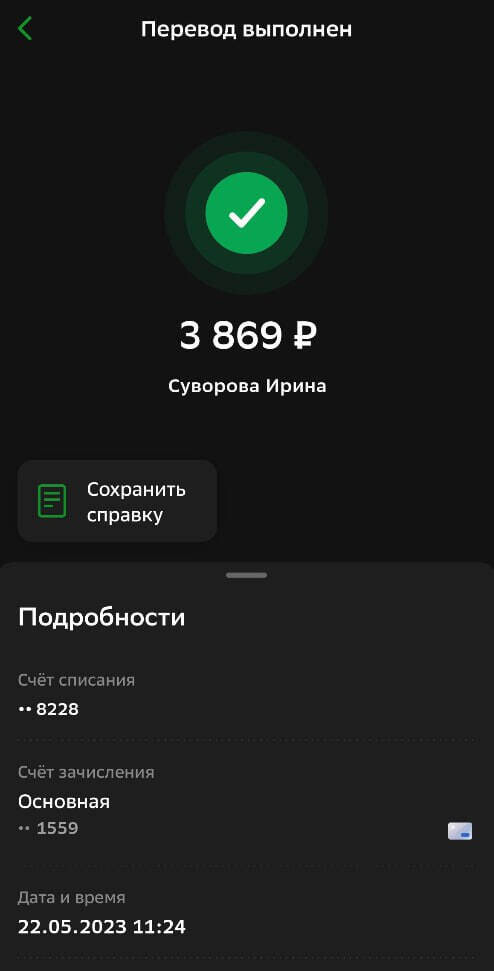 Перевод выполнен
3 869 ₽
Суворова Ирина
Сохранить
справку
Подробности
Счёт списания
•• 8228
Счёт зачисления
Основная
•• 1559
Дата и время
22.05.2023 11:24